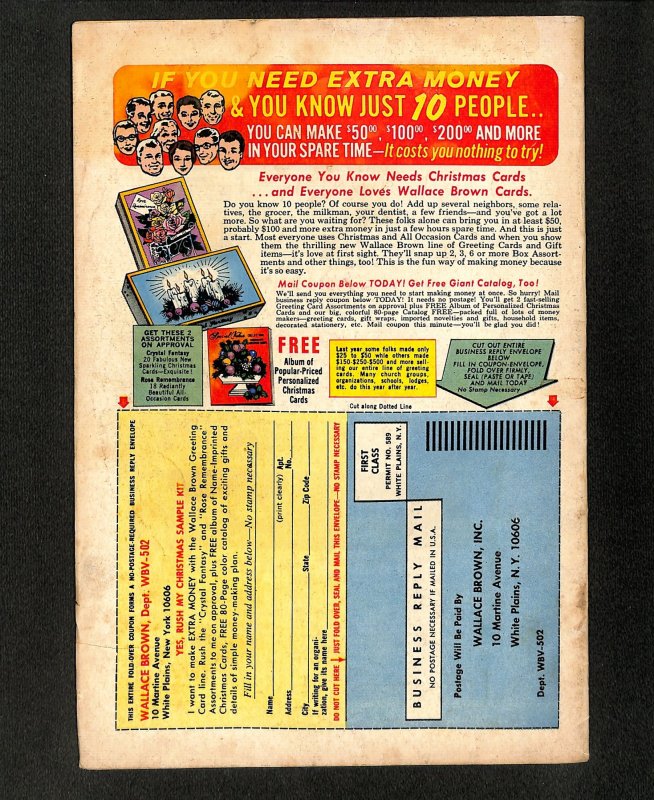 IF YOU NEED EXTRA MONEY
& YOU KNOW JUST 10 PEOPLE..
YOU CAN MAKE $50⁰⁰, $100⁰⁰, $200⁰⁰ AND MORE
IN YOUR SPARE TIME—It costs you nothing to try!
Everyone You Know Needs Christmas Cards
...and Everyone Loves Wallace Brown Cards.
Do you know 10 people? Of course you do! Add up several neighbors, some rela-
tives, the grocer, the milkman, your dentist, a few friends—and you've got a lot
more. So what are you waiting for? These folks alone can bring you in at least $50,
probably $100 and more extra money in just a few hours spare time. And this is just
a start. Most everyone uses Christmas and All Occasion Cards and when you show
them the thrilling new Wallace Brown line of Greeting Cards and Gift
items—it's love at first sight. They'll snap up 2, 3, 6 or more Box Assort-
ments and other things, too! This is the fun way of making money because
it's so easy.
Mail Coupon Below TODAY! Get Free Giant Catalog, Too!
We'll send you everything you need to start making money at once. So hurry! Mail
business reply coupon below TODAY! It needs no postage! You'll get 2 fast-selling
Greeting Card Assortments on approval plus FREE Album of Personalized Christmas
Cards and our big, colorful 80-page Catalog FREE—packed full of lots of money
makers—greeting cards, gift wraps, imported novelties and gifts, household items,
decorated stationery, etc. Mail coupon this minute—you'll be glad you did!
GET THESE 2
ASSORTMENTS
ON APPROVAL
Crystal Fantasy
20 Fabulous New
Sparkling Christmas
Cards—Exquisite!
Rose Remembrance
18 Radiantly
Beautiful All-
Occasion Cards
FREE
Album of
Popular-Priced
Personalized
Christmas
Cards
Last year some folks made only
$25 to $50 while others made
$150-$250-$500 and more sell-
ing our entire line of greeting
cards. Many church groups,
organizations, schools, lodges,
etc. do this year after year.
CUT OUT ENTIRE
BUSINESS REPLY ENVELOPE
BELOW
FILL IN COUPON-ENVELOPE,
FOLD OVER FIRMLY,
SEAL (PASTE OR TAPE)
AND MAIL TODAY
No Stamp Necessary
Cut along Dotted Line
THIS ENTIRE FOLD-OVER COUPON FORMS A NO-POSTAGE-REQUIRED BUSINESS REPLY ENVELOPE
WALLACE BROWN, Dept. WBV-502
10 Martine Avenue
White Plains, New York 10606
YES, RUSH MY CHRISTMAS SAMPLE KIT
I want to make EXTRA MONEY with the Wallace Brown Greeting
Card line. Rush the "Crystal Fantasy" and "Rose Remembrance"
Assortments to me on approval, plus FREE album of Name-Imprinted
Christmas Cards, FREE 80-Page color catalog of exciting gifts and
details of simple money-making plan.
Fill in your name and address below—No stamp necessary
Name
(print clearly)
Apt.
No.
Address
City
State
Zip Code
If writing for an organi-
zation, give its name here
DO NOT CUT HERE JUST FOLD OVER, SEAL AND MAIL THIS ENVELOPE—NO STAMP NECESSARY
FIRST
CLASS
PERMIT NO. 589
WHITE PLAINS, N.Y.
BUSINESS REPLY MAIL
NO POSTAGE NECESSARY IF MAILED IN U.S.A.
Postage Will Be Paid By
WALLACE BROWN, INC.
10 Martine Avenue
White Plains, N. Y. 10606
Dept. WBV-502